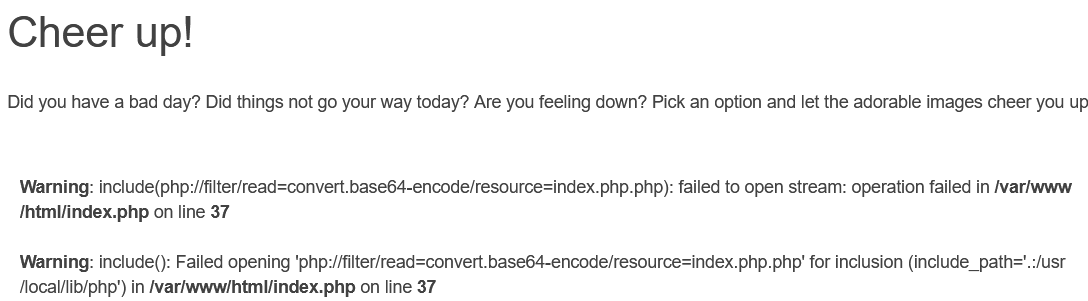 Cheer up!
Did you have a bad day? Did things not go your way today? Are you feeling down? Pick an option and let the adorable images cheer you up
Warning: include(php://filter/read=convert.base64-encode/resource=index.php.php): failed to open stream: operation failed in /var/www
/html/index.php on line 37
Warning: include(): Failed opening 'php://filter/read=convert.base64-encode/resource=index.php.php' for inclusion (include_path='.:/usr
/local/lib/php') in /var/www/html/index.php on line 37